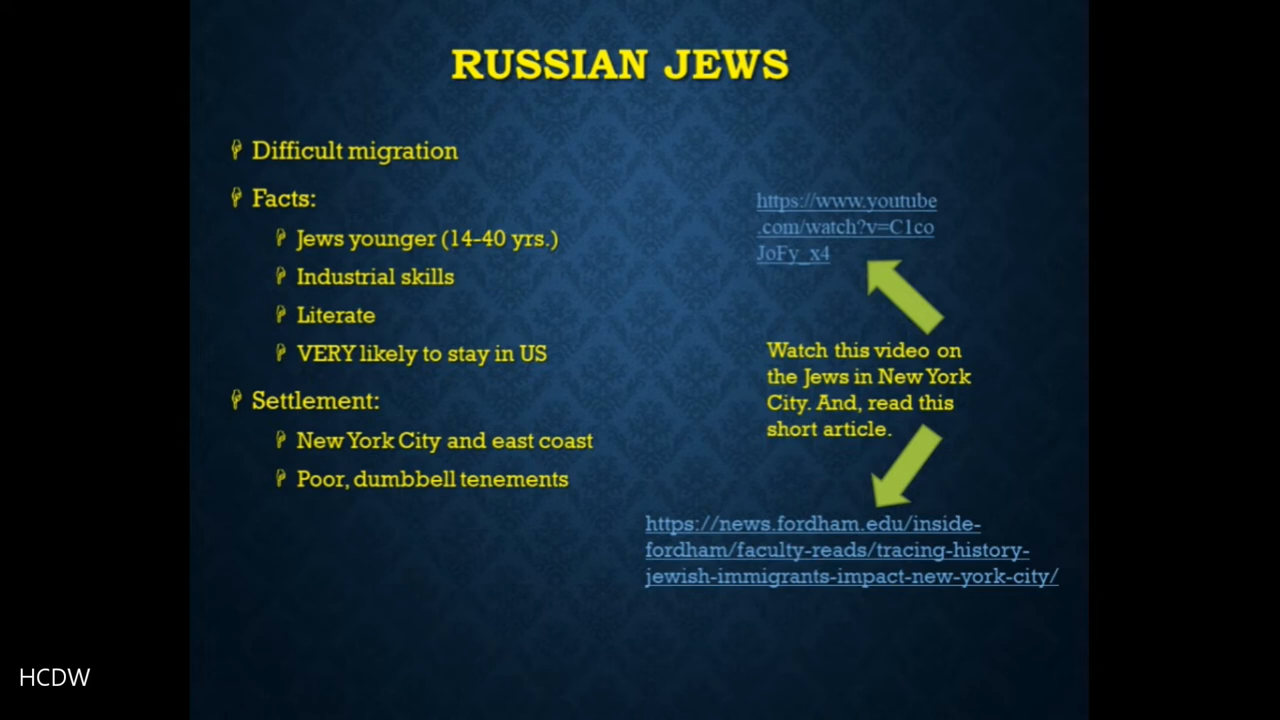 RUSSIAN JEWS
Difficult migration
Facts:
Jews younger (14-40 yrs.)
Industrial skills
Literate
VERY likely to stay in US
Settlement:
New York City and east coast
Poor, dumbbell tenements
https://www.youtube
.com/watch?v=C1co
JoFy_x4
Watch this video on
the Jews in New York
City. And, read this
short article.
https://news.fordham.edu/inside-
fordham/faculty-reads/tracing-history-
jewish-immigrants-impact-new-york-city/
HCDW